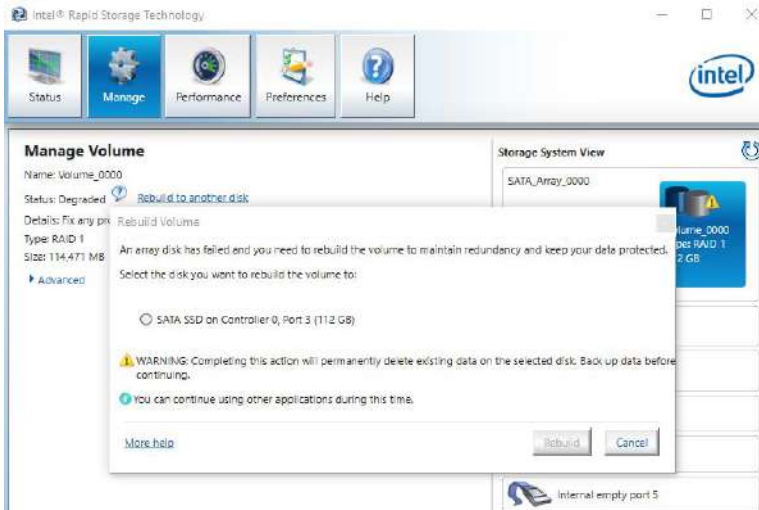 Intel® Rapid Storage Technology
Status
Manage
Performance
Preferences
Help
intel
Manage Volume
Name: Volume_0000
Status: Degraded
Rebuild to another disk
Details: Fix any pro
Type: RAID 1
Size: 114,471 MB
Advanced
Storage System View
SATA_Array_0000
lume_0000
pe: RAID 1
2 GB
Rebuild Volume
An array disk has failed and you need to rebuild the volume to maintain redundancy and keep your data protected.
Select the disk you want to rebuild the volume to:
SATA SSD on Controller 0, Port 3 (112 GB)
WARNING: Completing this action will permanently delete existing data on the selected disk. Back up data before
continuing.
You can continue using other applications during this time.
More help
Rebuild
Cancel
Internal empty port 5